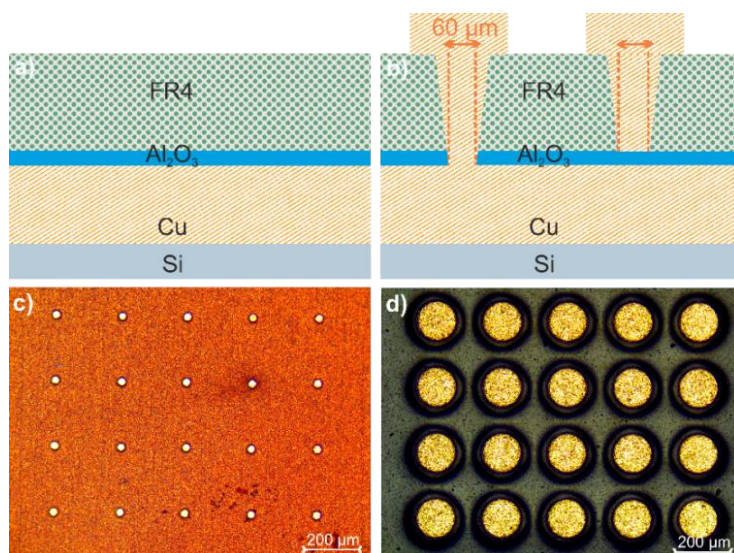 a)
FR4
Al₂O₃
Cu
Si
b)
60 µm
FR4
Al₂O₃
Cu
Si
c)
200 µm
d)
200 µm